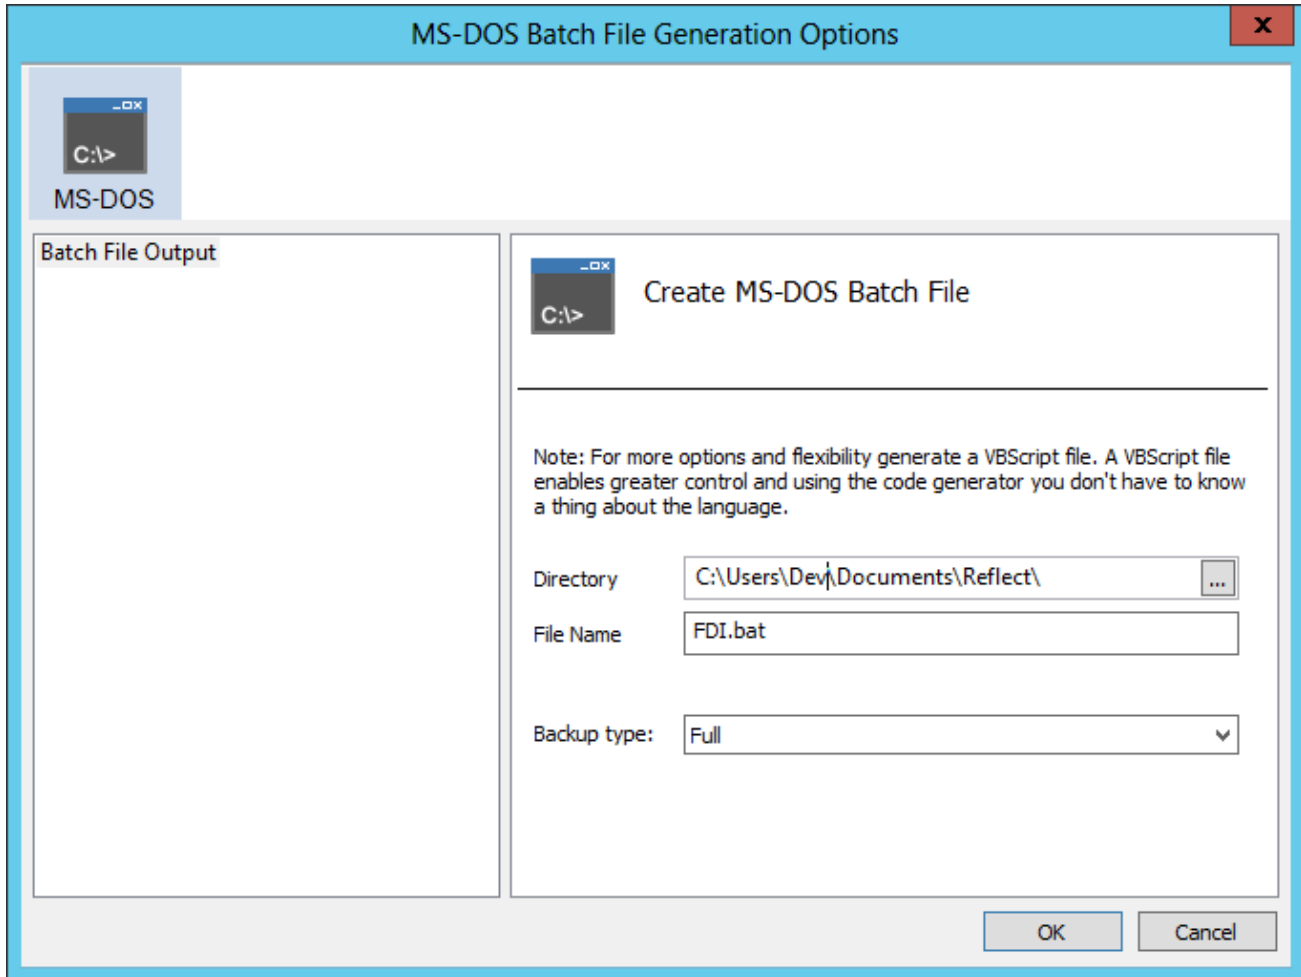 MS-DOS Batch File Generation Options
x
C:\>
MS-DOS
Batch File Output
C:\>
Create MS-DOS Batch File
Note: For more options and flexibility generate a VBScript file. A VBScript file
enables greater control and using the code generator you don't have to know
a thing about the language.
Directory C:\Users\Dev\Documents\Reflect\ ...
File Name FDI.bat
Backup type: Full
OK Cancel